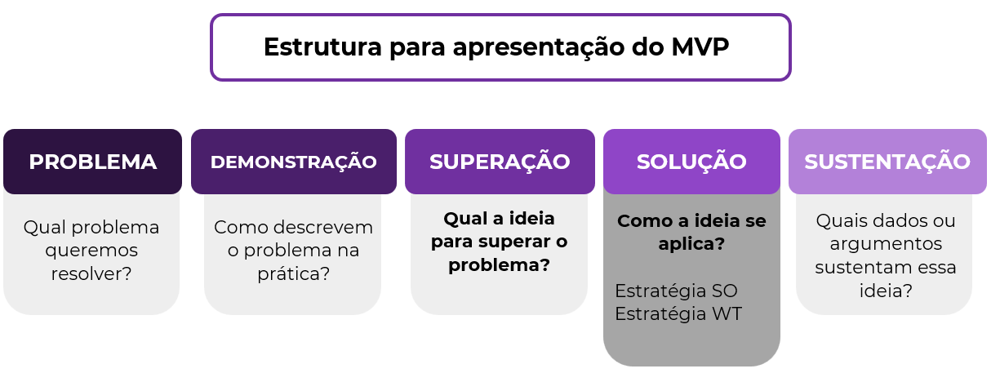 Estrutura para apresentação do MVP
PROBLEMA
Qual problema
queremos
resolver?
DEMONSTRAÇÃO
Como descrevem
o problema na
prática?
SUPERAÇÃO
Qual a ideia
para superar o
problema?
SOLUÇÃO
Como a ideia se
aplica?
Estratégia SO
Estratégia WT
SUSTENTAÇÃO
Quais dados ou
argumentos
sustentam essa
ideia?